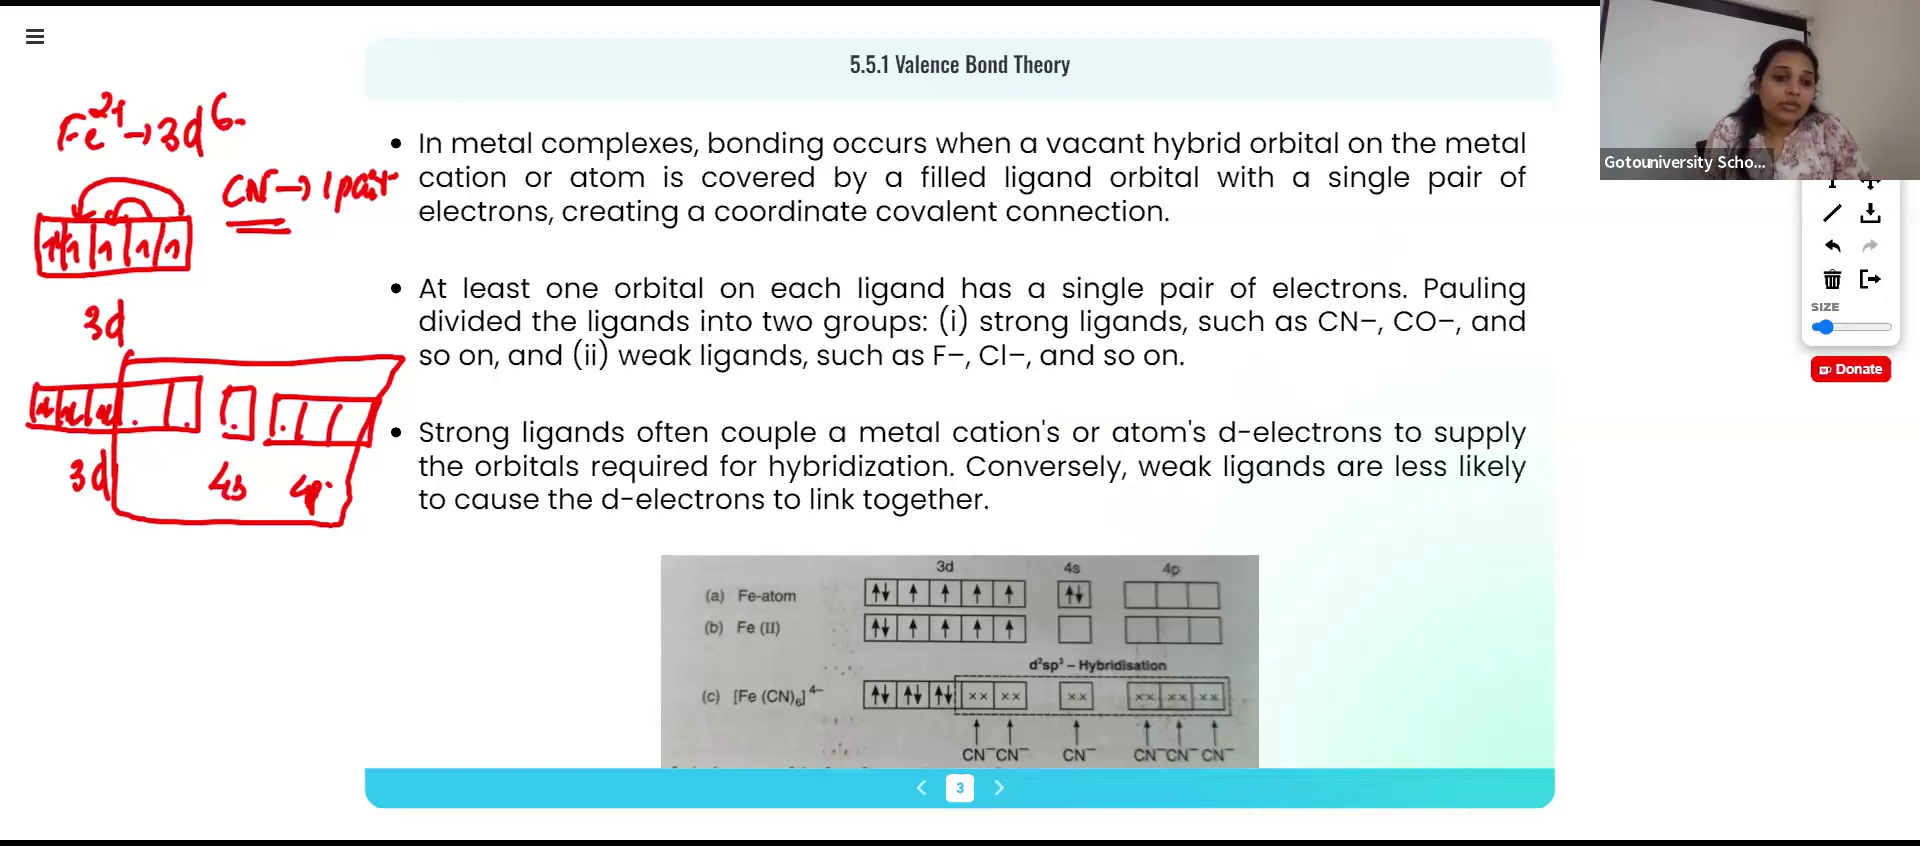 5.5.1 Valence Bond Theory
Fe²⁺→3d⁶
CN→1 pair
3d
3d
4s
4p
• In metal complexes, bonding occurs when a vacant hybrid orbital on the metal
cation or atom is covered by a filled ligand orbital with a single pair of
electrons, creating a coordinate covalent connection.
• At least one orbital on each ligand has a single pair of electrons. Pauling
divided the ligands into two groups: (i) strong ligands, such as CN–, CO–, and
so on, and (ii) weak ligands, such as F–, Cl–, and so on.
• Strong ligands often couple a metal cation's or atom's d-electrons to supply
the orbitals required for hybridization. Conversely, weak ligands are less likely
to cause the d-electrons to link together.
3d 4s 4p
(a) Fe-atom
(b) Fe (II)
d²sp³ – Hybridisation
(c) [Fe (CN)₆]⁴⁻ ×× ×× ×× ×× ×× ××
CN⁻ CN⁻ CN⁻ CN⁻ CN⁻ CN⁻
3
Gotouniversity Scho...
SIZE
Donate